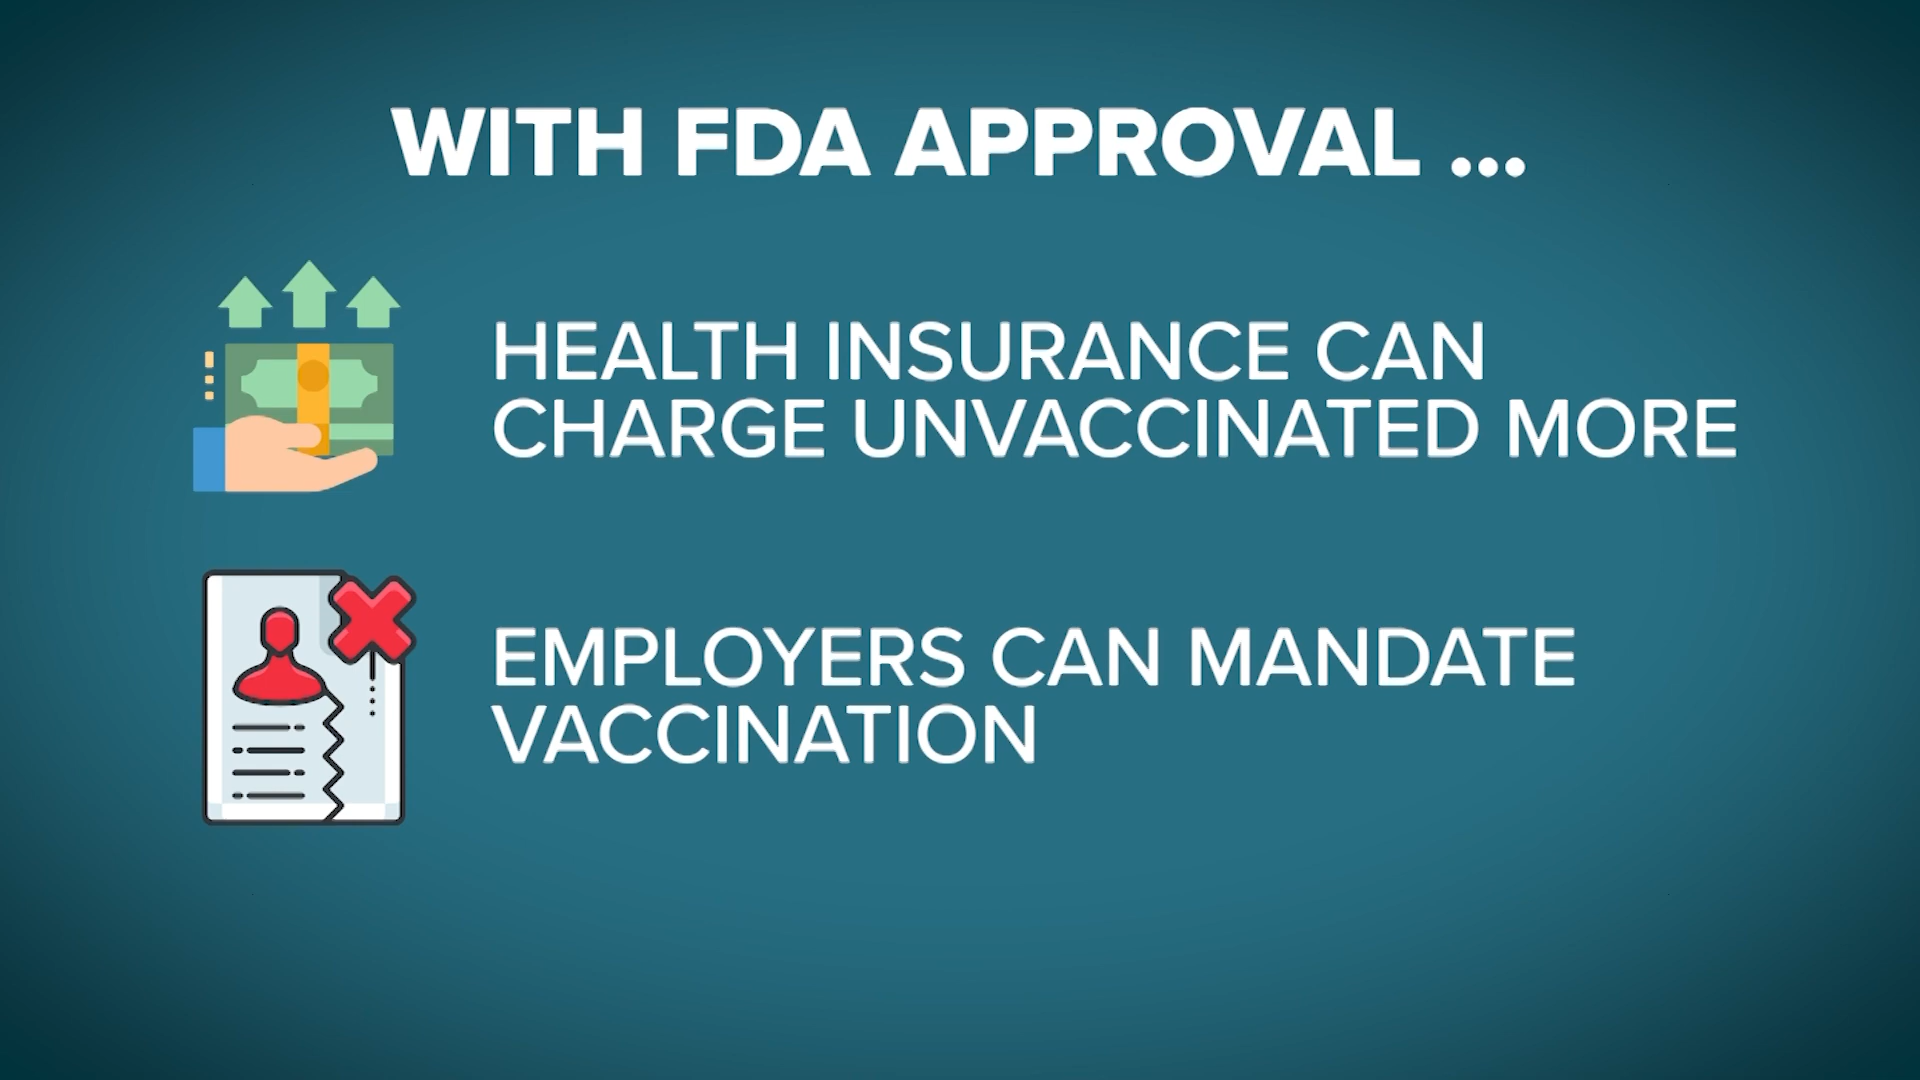 WITH FDA APPROVAL ...
HEALTH INSURANCE CAN
CHARGE UNVACCINATED MORE
EMPLOYERS CAN MANDATE
VACCINATION